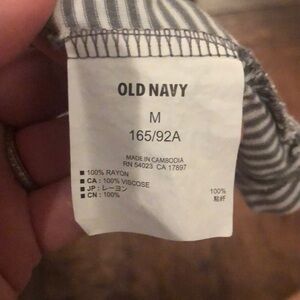 OLD NAVY
M
165/92A
MADE IN CAMBODIA
RN 54023 CA 17897
■ 100% RAYON
■ CA : 100% VISCOSE
■ JP : レーヨン 100%
■ CN : 100%